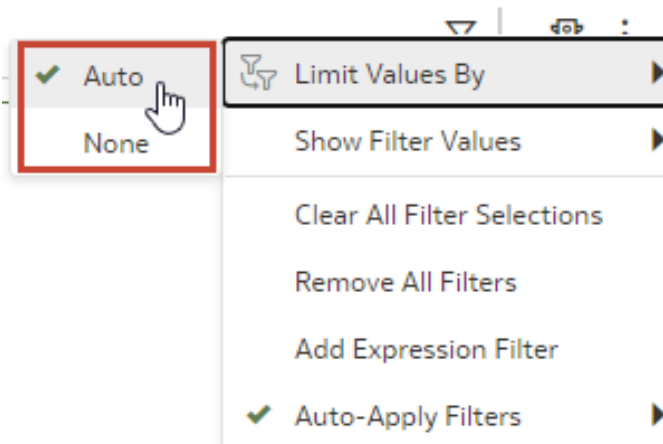 Auto
None
Limit Values By
Show Filter Values
Clear All Filter Selections
Remove All Filters
Add Expression Filter
Auto-Apply Filters